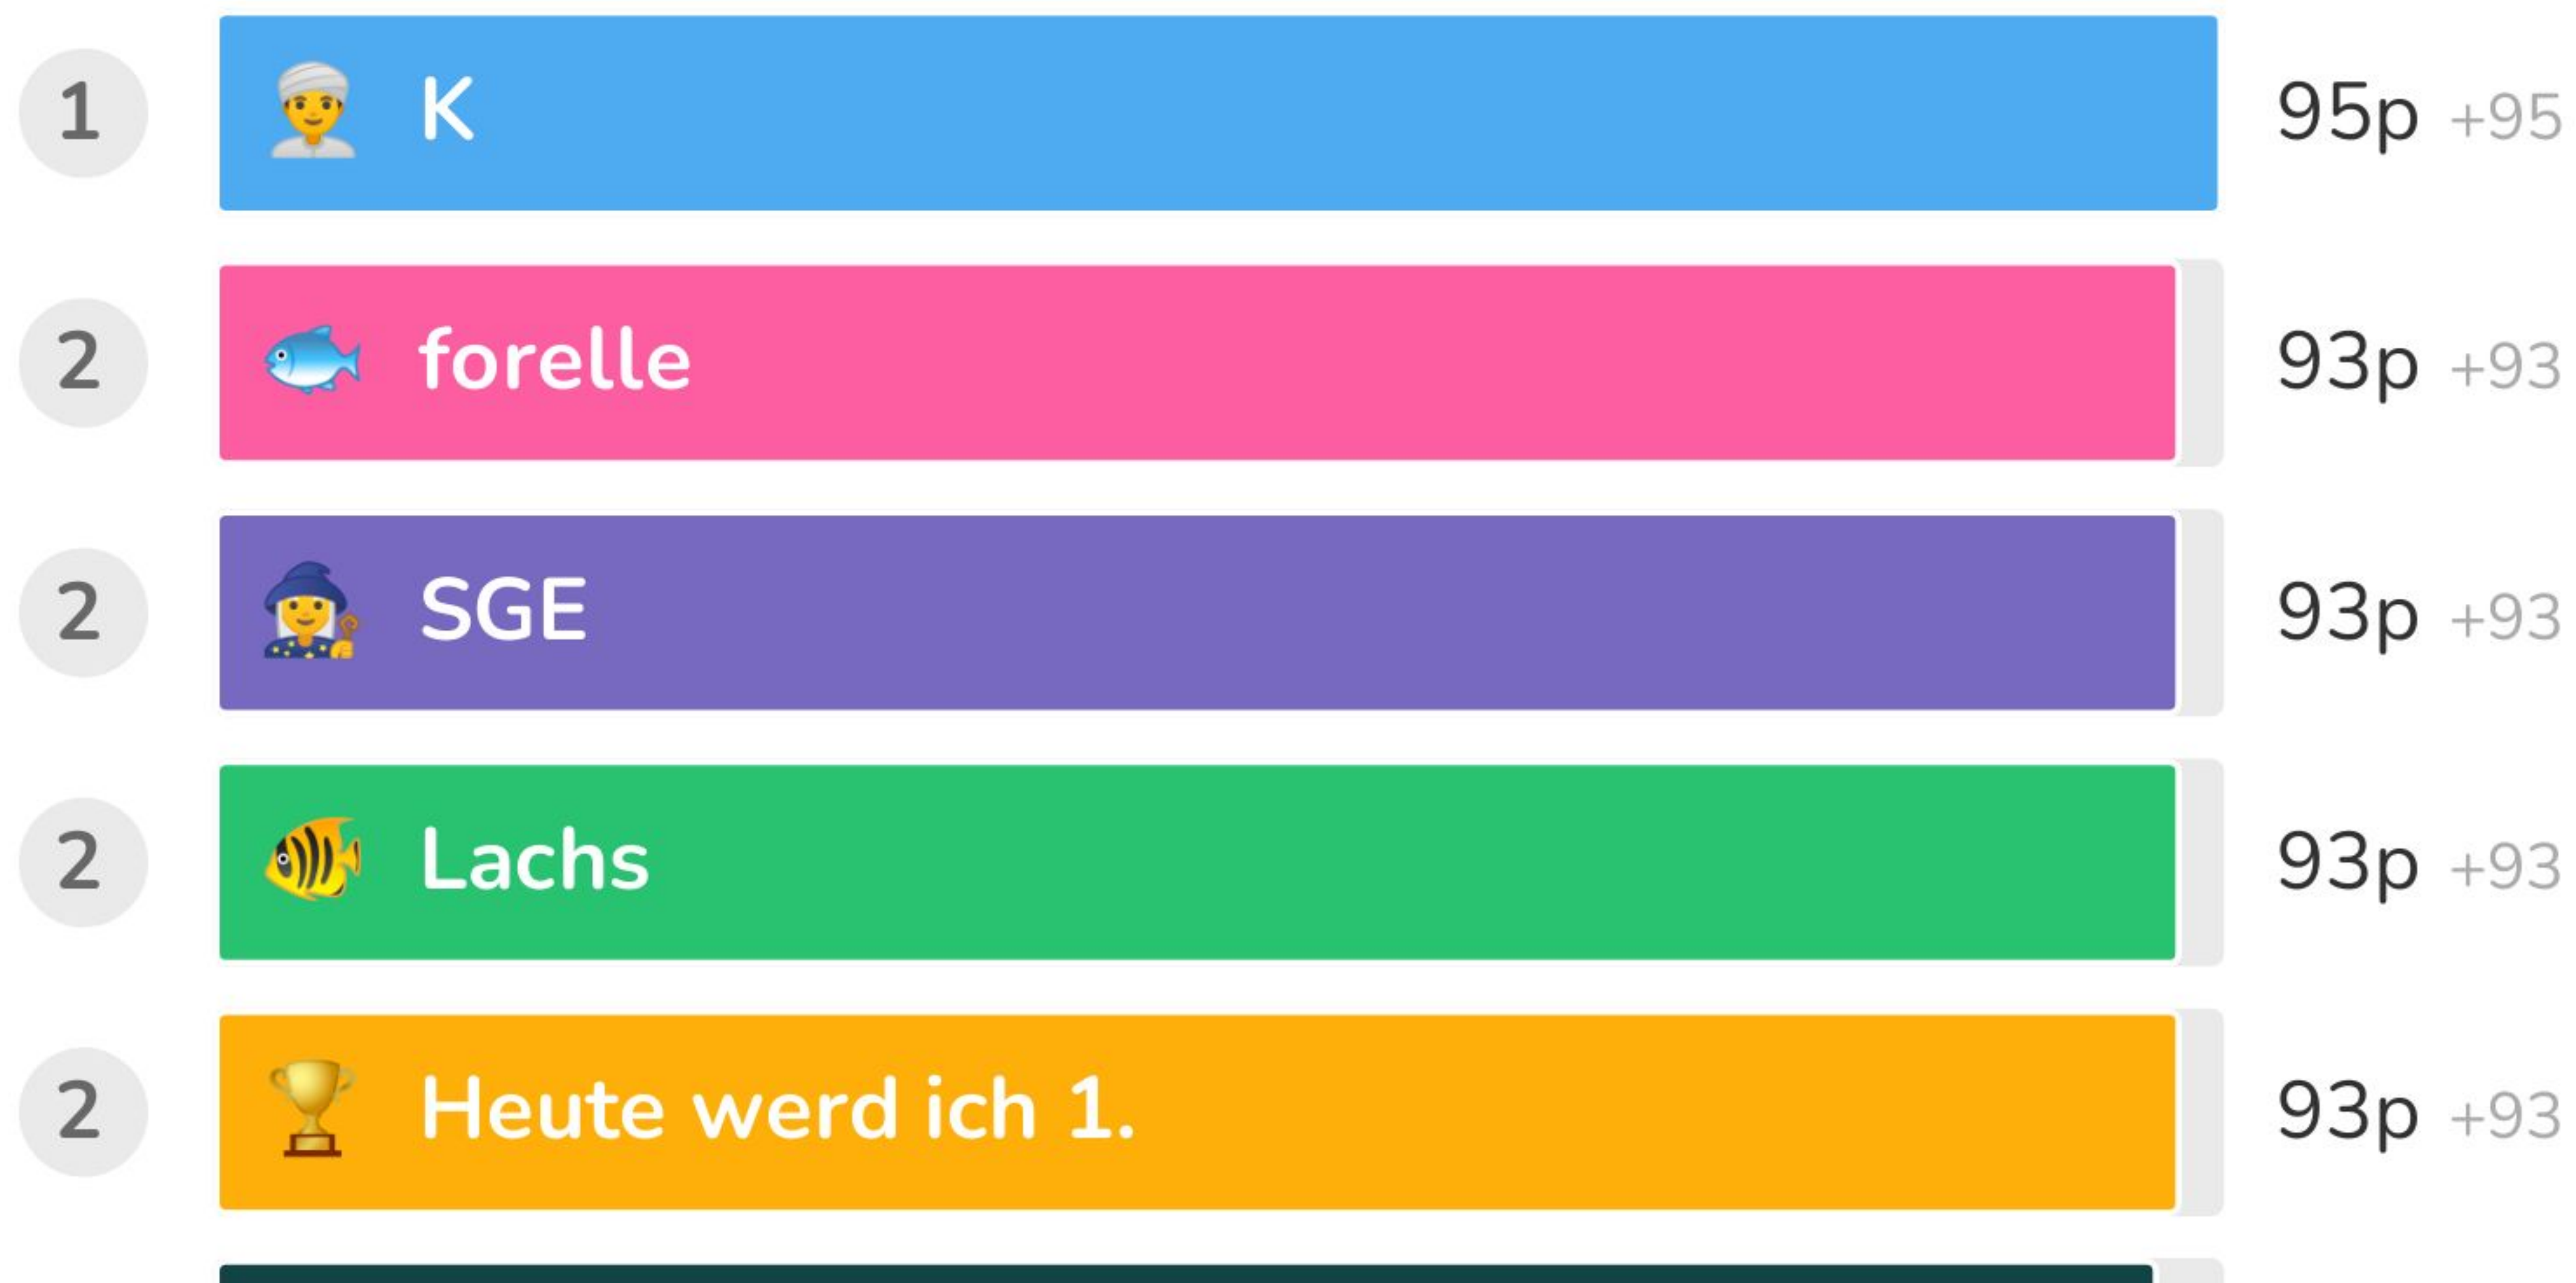 1 K 95p +95
2 forelle 93p +93
2 SGE 93p +93
2 Lachs 93p +93
2 Heute werd ich 1. 93p +93